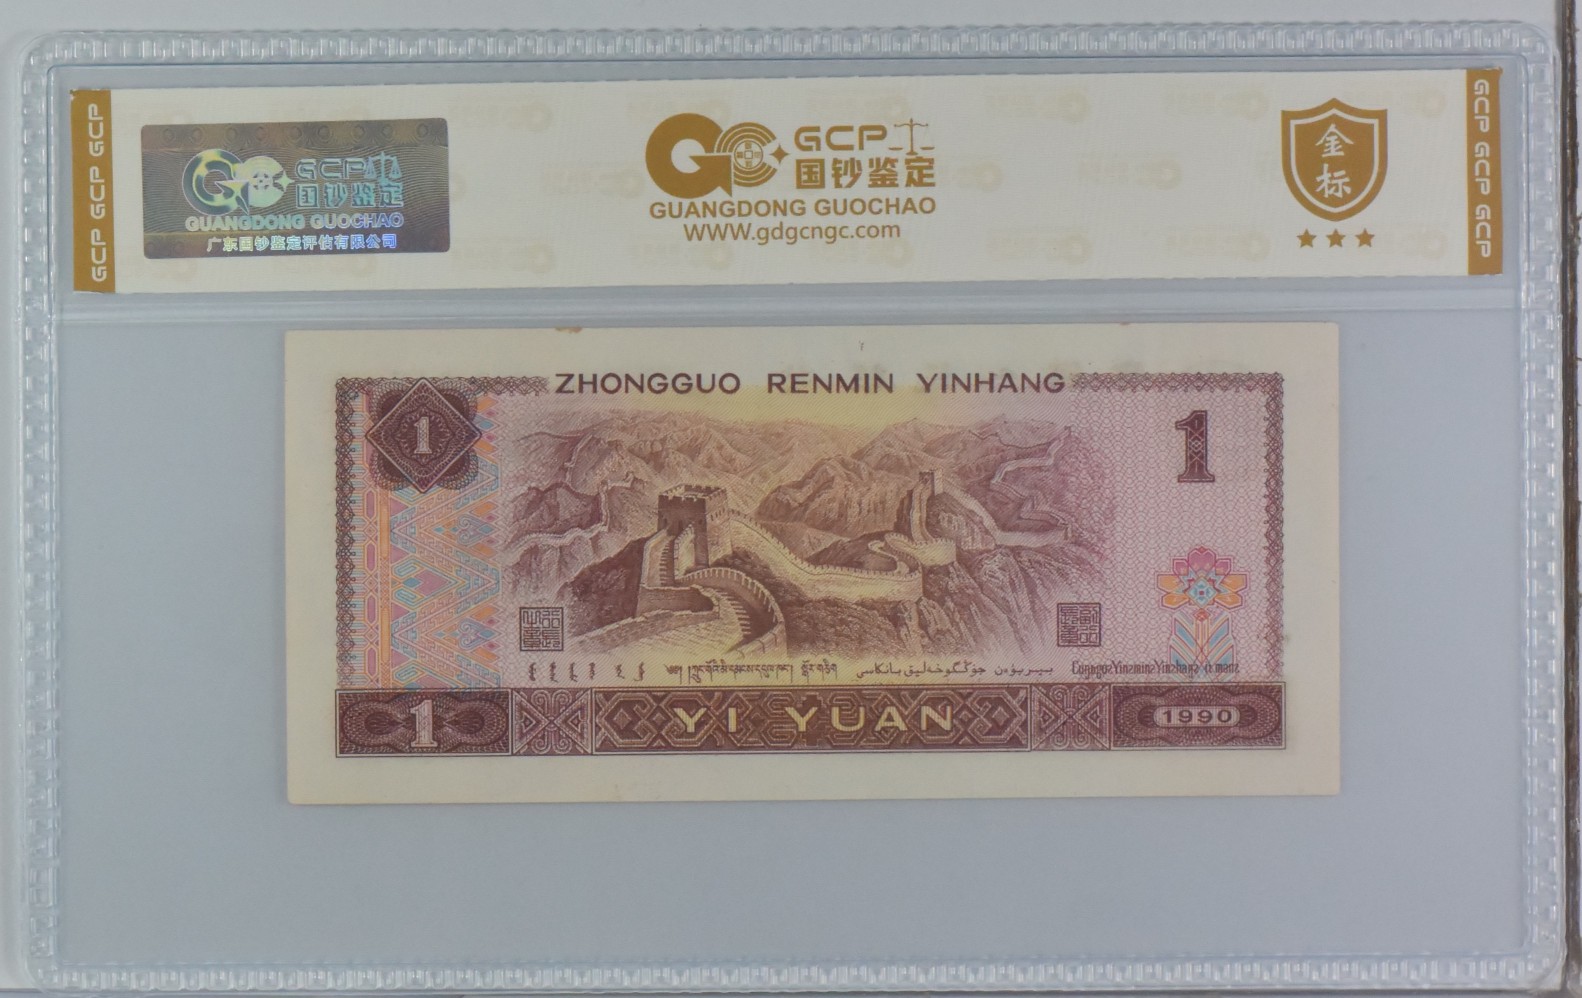 GCP GCP GCP
GCP
国钞鉴定
GUANGDONG GUOCHAO
广东国钞鉴定评估有限公司
GCP
国钞鉴定
GUANGDONG GUOCHAO
WWW.gdgcngc.com
金标
GCP GCP GCP
ZHONGGUO RENMIN YINHANG
1
1
YI YUAN
1
1990